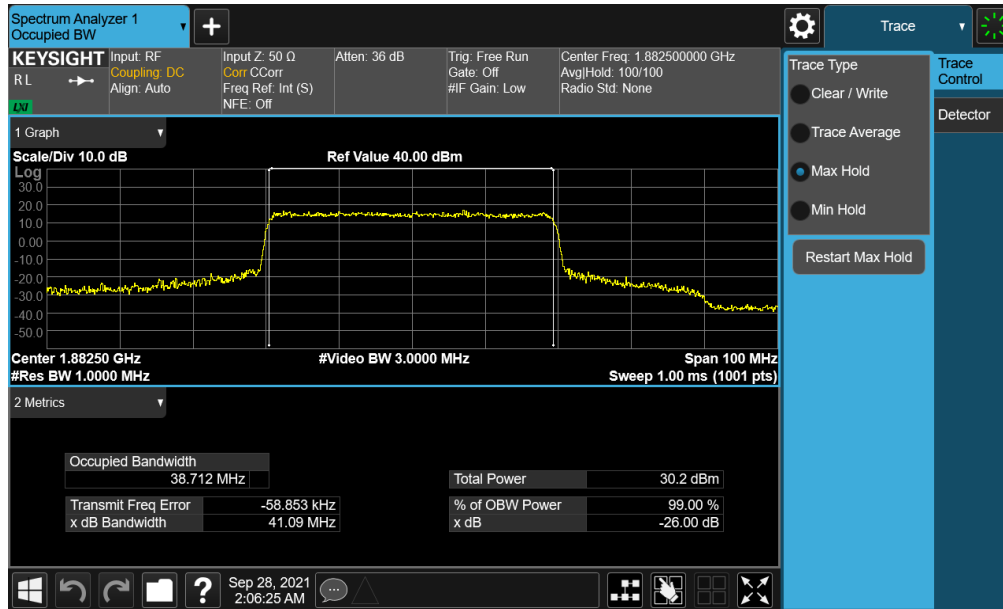 Spectrum Analyzer 1
Occupied BW
+
Trace
KEYSIGHT
R L
LXI
Input: RF
Coupling: DC
Align: Auto
Input Z: 50 Ω
Corr CCorr
Freq Ref: Int (S)
NFE: Off
Atten: 36 dB
Trig: Free Run
Gate: Off
#IF Gain: Low
Center Freq: 1.882500000 GHz
Avg|Hold: 100/100
Radio Std: None
Trace Type
Clear / Write
Trace Average
Max Hold
Min Hold
Restart Max Hold
Trace
Control
Detector
1 Graph
Scale/Div 10.0 dB
Ref Value 40.00 dBm
Log
30.0
20.0
10.0
0.00
-10.0
-20.0
-30.0
-40.0
-50.0
Center 1.88250 GHz
#Video BW 3.0000 MHz
Span 100 MHz
#Res BW 1.0000 MHz
Sweep 1.00 ms (1001 pts)
2 Metrics
Occupied Bandwidth
38.712 MHz
Total Power 30.2 dBm
Transmit Freq Error -58.853 kHz
% of OBW Power 99.00 %
x dB Bandwidth 41.09 MHz
x dB -26.00 dB
?
Sep 28, 2021
2:06:25 AM